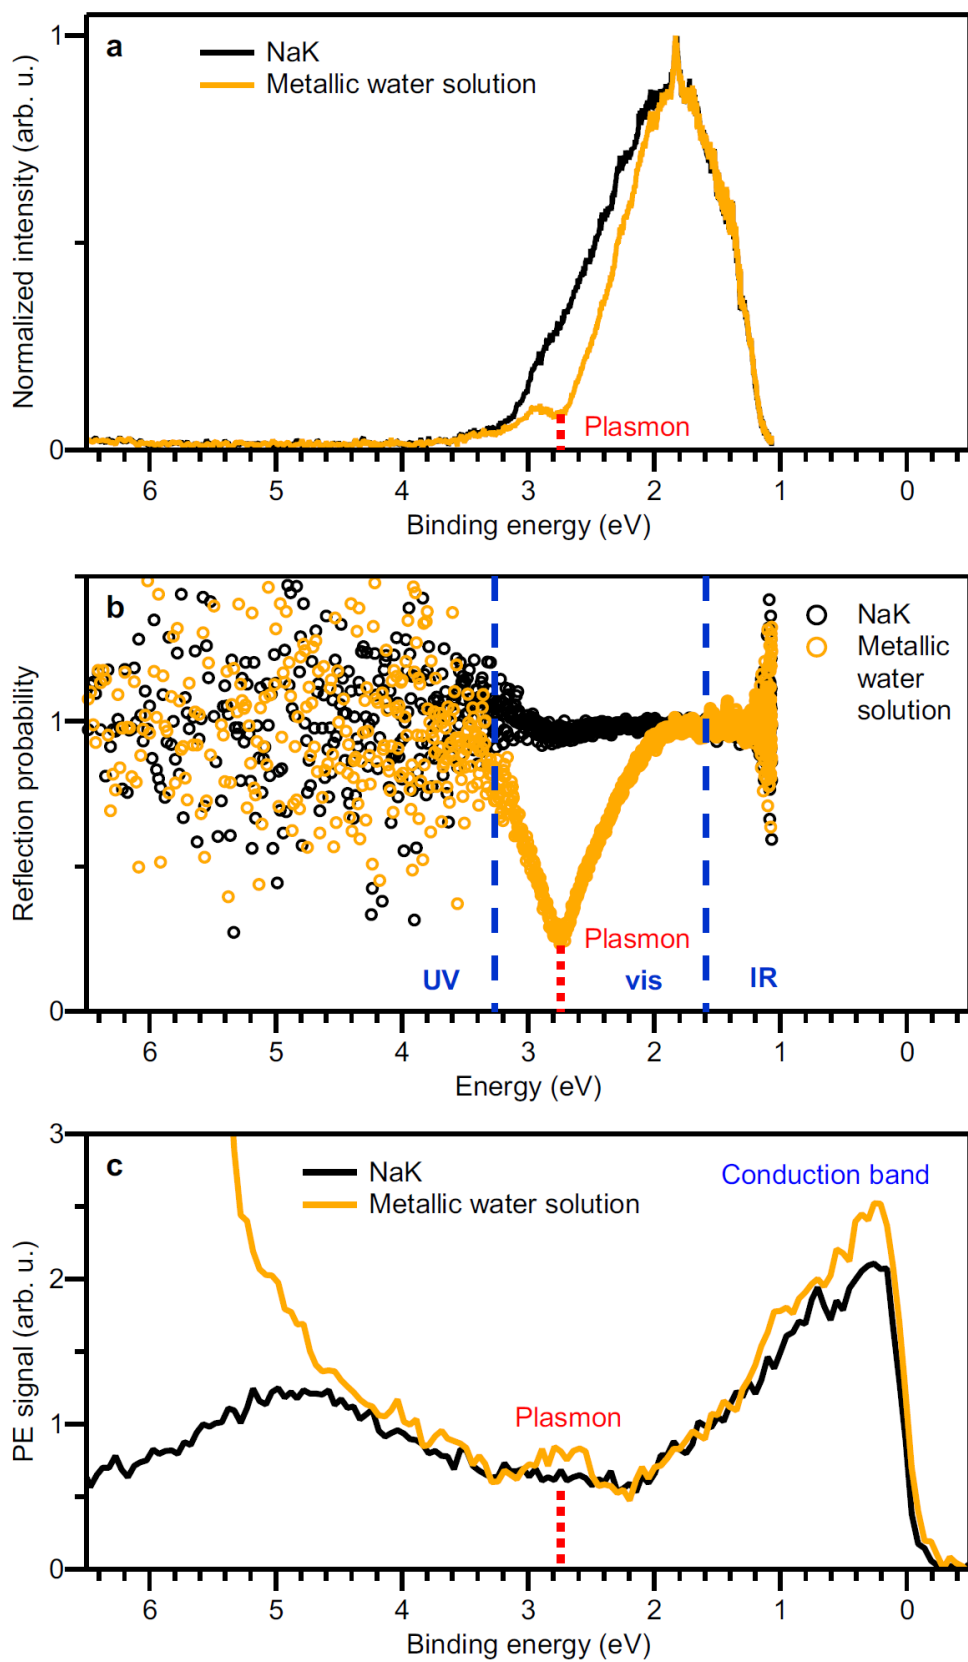 a
NaK
Metallic water solution
Normalized intensity (arb. u.)
1
0
Plasmon
6 5 4 3 2 1 0
Binding energy (eV)
b
NaK
Metallic
water
solution
Reflection probability
1
0
Plasmon
UV vis IR
6 5 4 3 2 1 0
Energy (eV)
c
NaK
Metallic water solution
Conduction band
PE signal (arb. u.)
3
2
1
0
Plasmon
6 5 4 3 2 1 0
Binding energy (eV)